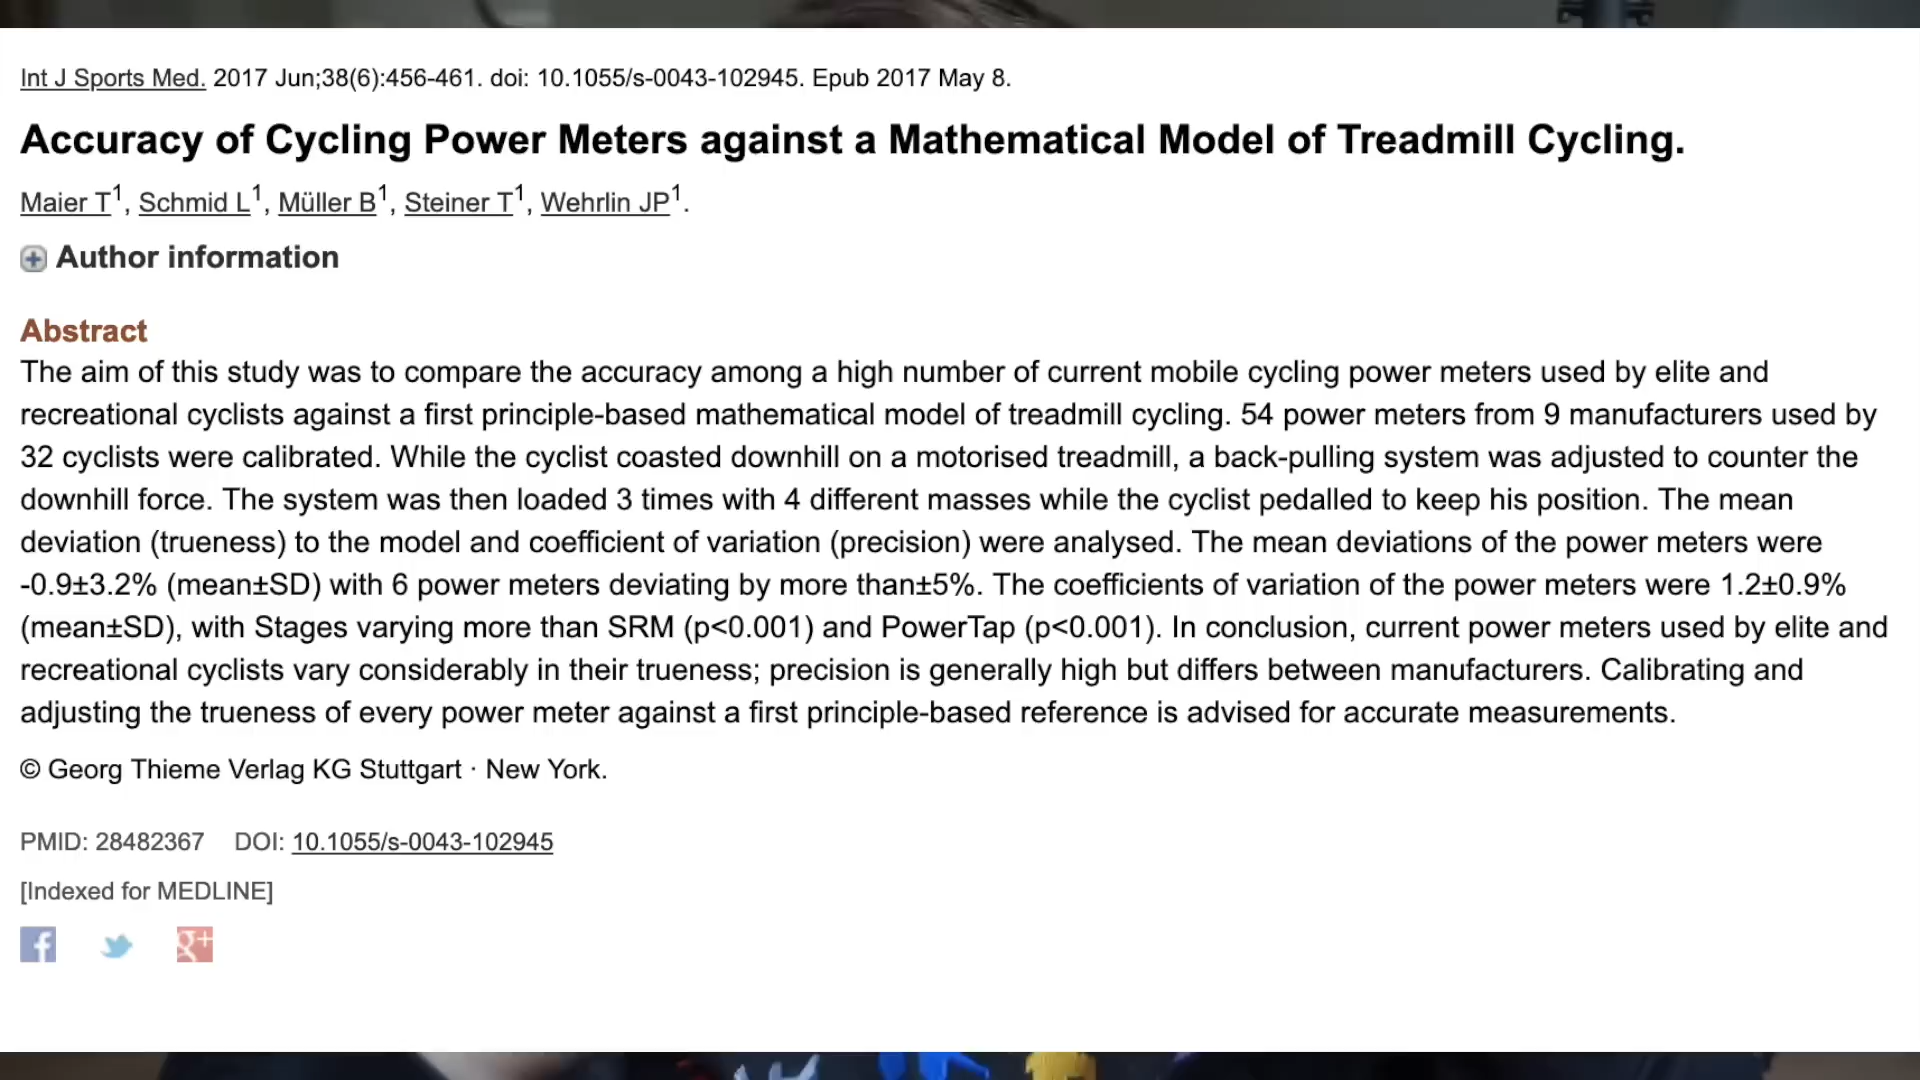 Int J Sports Med. 2017 Jun;38(6):456-461. doi: 10.1055/s-0043-102945. Epub 2017 May 8.
Accuracy of Cycling Power Meters against a Mathematical Model of Treadmill Cycling.
Maier T1, Schmid L1, Müller B1, Steiner T1, Wehrlin JP1.
Author information
Abstract
The aim of this study was to compare the accuracy among a high number of current mobile cycling power meters used by elite and
recreational cyclists against a first principle-based mathematical model of treadmill cycling. 54 power meters from 9 manufacturers used by
32 cyclists were calibrated. While the cyclist coasted downhill on a motorised treadmill, a back-pulling system was adjusted to counter the
downhill force. The system was then loaded 3 times with 4 different masses while the cyclist pedalled to keep his position. The mean
deviation (trueness) to the model and coefficient of variation (precision) were analysed. The mean deviations of the power meters were
-0.9±3.2% (mean±SD) with 6 power meters deviating by more than±5%. The coefficients of variation of the power meters were 1.2±0.9%
(mean±SD), with Stages varying more than SRM (p<0.001) and PowerTap (p<0.001). In conclusion, current power meters used by elite and
recreational cyclists vary considerably in their trueness; precision is generally high but differs between manufacturers. Calibrating and
adjusting the trueness of every power meter against a first principle-based reference is advised for accurate measurements.
© Georg Thieme Verlag KG Stuttgart · New York.
PMID: 28482367 DOI: 10.1055/s-0043-102945
[Indexed for MEDLINE]
f g+